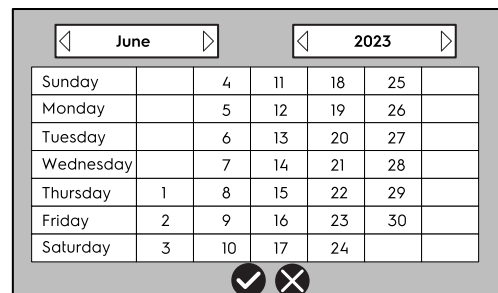 June 2023
Sunday 4 11 18 25
Monday 5 12 19 26
Tuesday 6 13 20 27
Wednesday 7 14 21 28
Thursday 1 8 15 22 29
Friday 2 9 16 23 30
Saturday 3 10 17 24